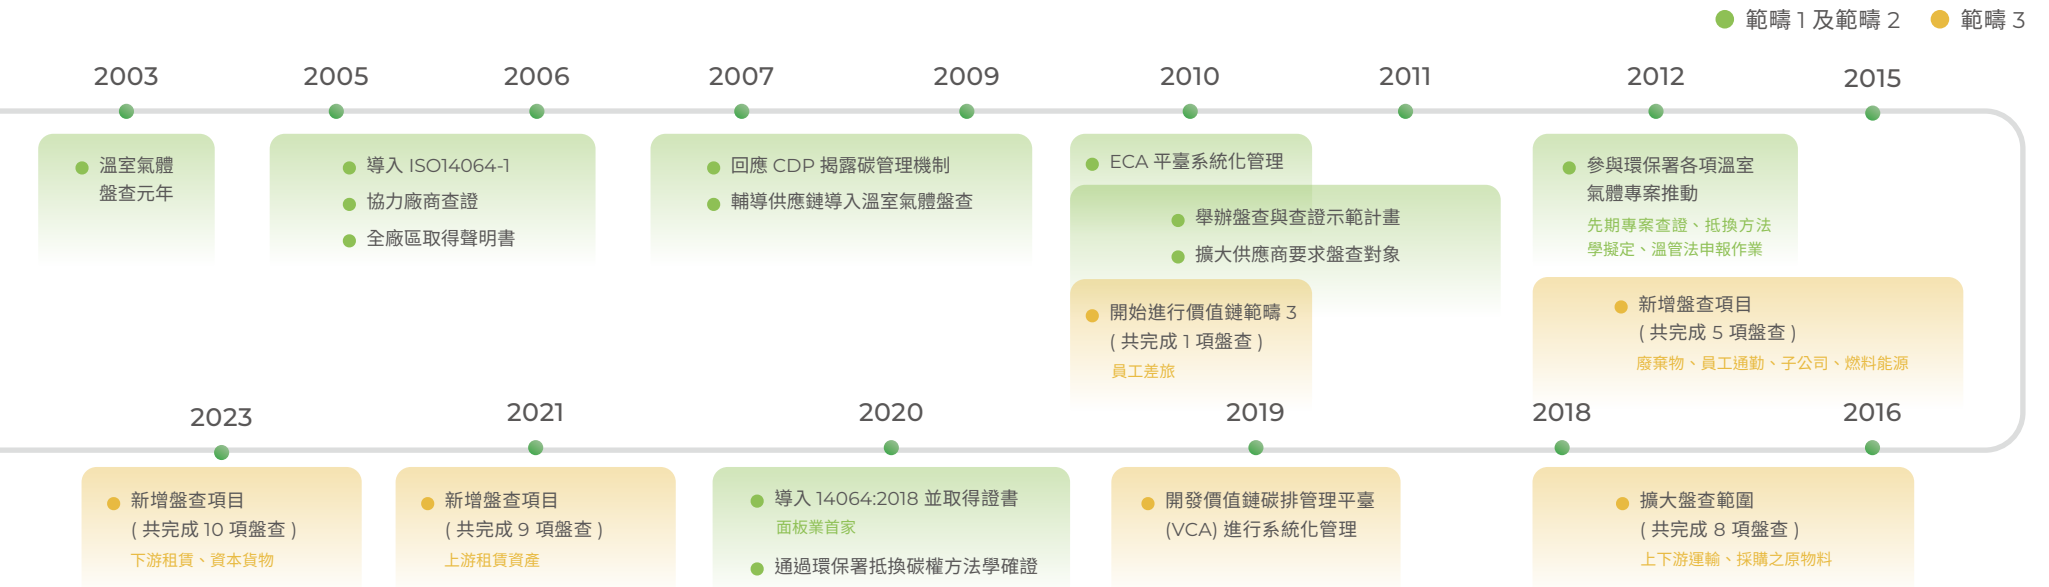 範疇 1 及範疇 2
範疇 3
2003
2005
2006
2007
2009
2010
2011
2012
2015
溫室氣體
盤查元年
導入 ISO14064-1
協力廠商查證
全廠區取得聲明書
回應 CDP 揭露碳管理機制
輔導供應鏈導入溫室氣體盤查
ECA 平臺系統化管理
舉辦盤查與查證示範計畫
擴大供應商要求盤查對象
開始進行價值鏈範疇 3
( 共完成 1 項盤查 )
員工差旅
參與環保署各項溫室
氣體專案推動
先期專案查證、抵換方法
學擬定、溫管法申報作業
新增盤查項目
( 共完成 5 項盤查 )
廢棄物、員工通勤、子公司、燃料能源
2023
2021
2020
2019
2018
2016
新增盤查項目
( 共完成 10 項盤查 )
下游租賃、資本貨物
新增盤查項目
( 共完成 9 項盤查 )
上游租賃資產
導入 14064:2018 並取得證書
面板業首家
通過環保署抵換碳權方法學確證
開發價值鏈碳排管理平臺
(VCA) 進行系統化管理
擴大盤查範圍
( 共完成 8 項盤查 )
上下游運輸、採購之原物料